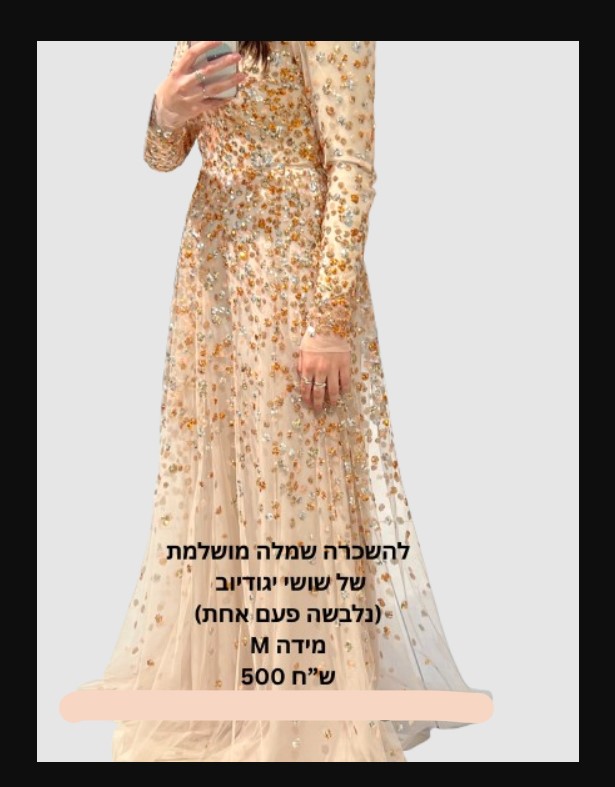 להשכרה שמלה מושלמת
של שושי יגודיוב
(נלבשה פעם אחת)
מידה M
500 ש"ח